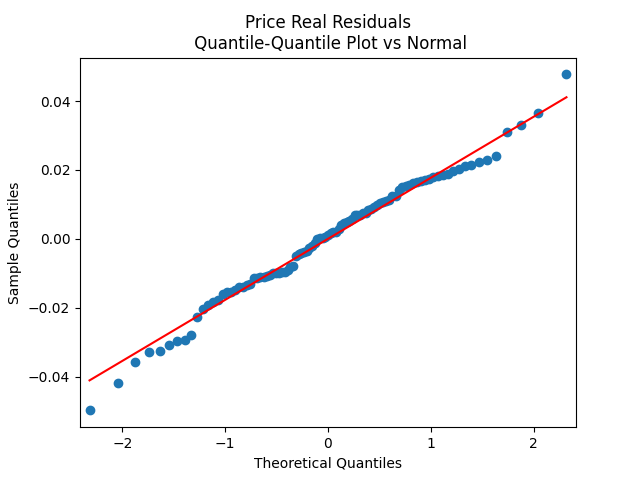 Price Real Residuals
Quantile-Quantile Plot vs Normal
Sample Quantiles
0.04
0.02
0.00
−0.02
−0.04
−2
−1
0
1
2
Theoretical Quantiles